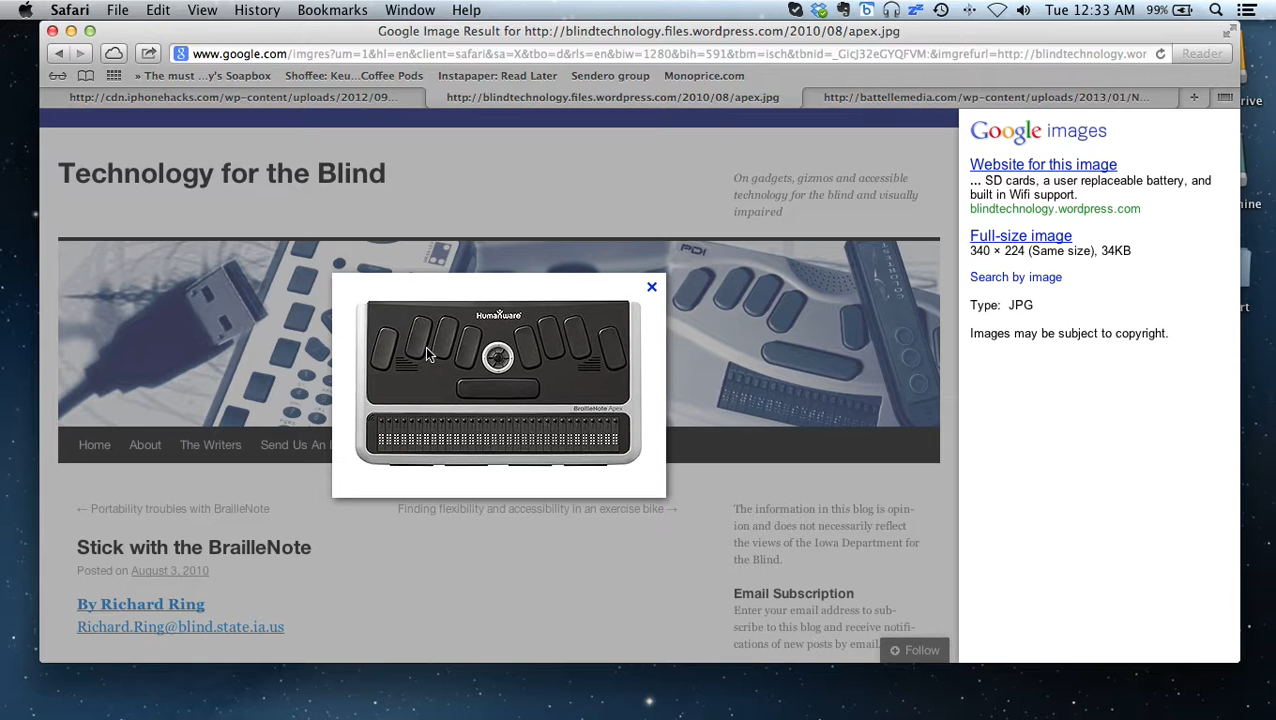 Safari File Edit View History Bookmarks Window Help Tue 12:33 AM 99%
Google Image Result for http://blindtechnology.files.wordpress.com/2010/08/apex.jpg
www.google.com/imgres?um=1&hl=en&client=safari&sa=X&tbo=d&rls=en&biw=1280&bih=591&tbm=isch&tbnid=_GicJ32eGYQFVM:&imgrefurl=http://blindtechnology.wor Reader
» The must ...y's Soapbox Shoffee: Keu...Coffee Pods Instapaper: Read Later Sendero group Monoprice.com
http://cdn.iphonehacks.com/wp-content/uploads/2012/09... http://blindtechnology.files.wordpress.com/2010/08/apex.jpg http://battellemedia.com/wp-content/uploads/2013/01/N...
Technology for the Blind
On gadgets, gizmos and accessible
technology for the blind and visually
impaired
PDI
HumanWare
BrailleNote Apex
Home About The Writers Send Us An
← Portability troubles with BrailleNote Finding flexibility and accessibility in an exercise bike →
Stick with the BrailleNote
Posted on August 3, 2010
By Richard Ring
Richard.Ring@blind.state.ia.us
The information in this blog is opin-
ion and does not necessarily reflect
the views of the Iowa Department for
the Blind.
Email Subscription
Enter your email address to sub-
scribe to this blog and receive notifi-
cations of new posts by email.
Follow
Google images
Website for this image
... SD cards, a user replaceable battery, and
built in Wifi support.
blindtechnology.wordpress.com
Full-size image
340 × 224 (Same size), 34KB
Search by image
Type: JPG
Images may be subject to copyright.